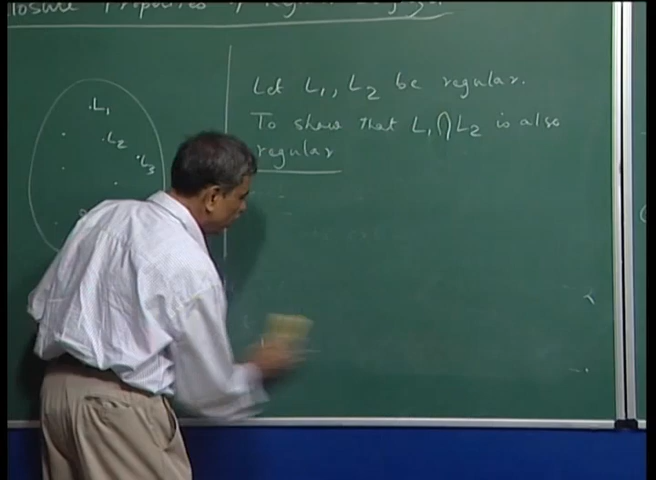 Closure Properties of Regular
L1
L2
L3
Let L1, L2 be regular.
To show that L1 ∩ L2 is also
regular